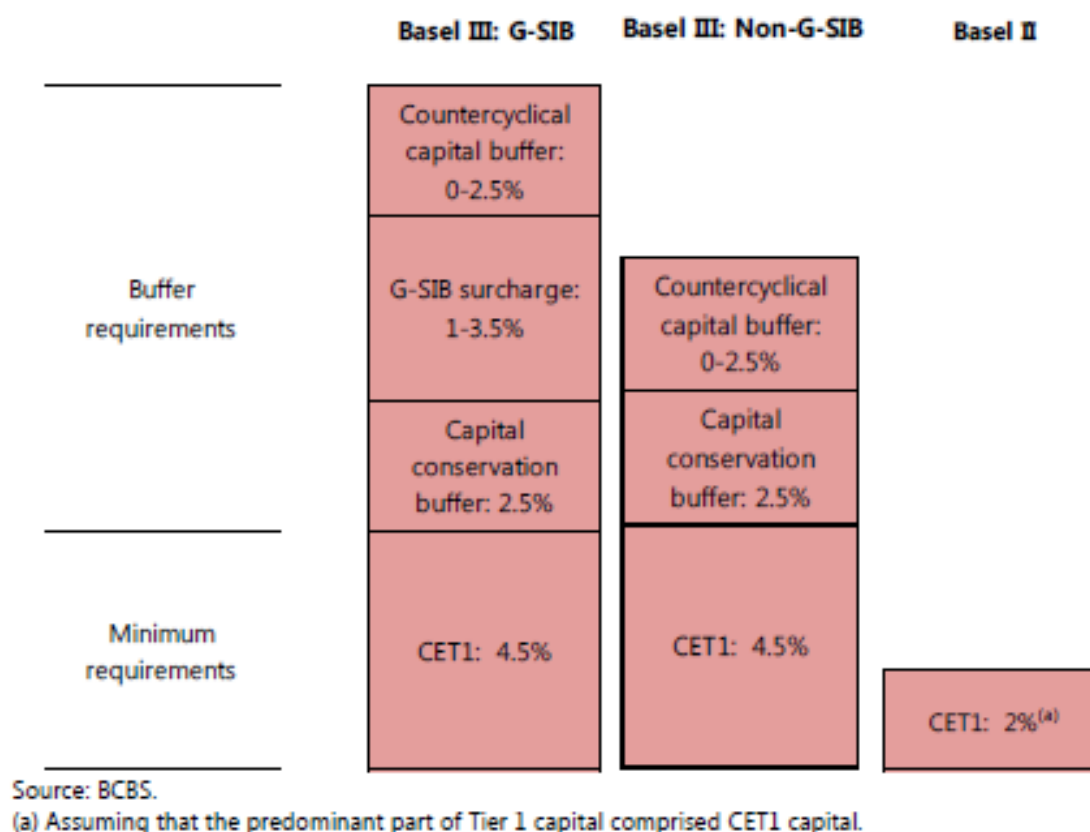 Basel III: G-SIB
Basel III: Non-G-SIB
Basel II
Buffer
requirements
Minimum
requirements
Countercyclical
capital buffer:
0-2.5%
G-SIB surcharge:
1-3.5%
Capital
conservation
buffer: 2.5%
CET1: 4.5%
Countercyclical
capital buffer:
0-2.5%
Capital
conservation
buffer: 2.5%
CET1: 4.5%
CET1: 2%(a)
Source: BCBS.
(a) Assuming that the predominant part of Tier 1 capital comprised CET1 capital.